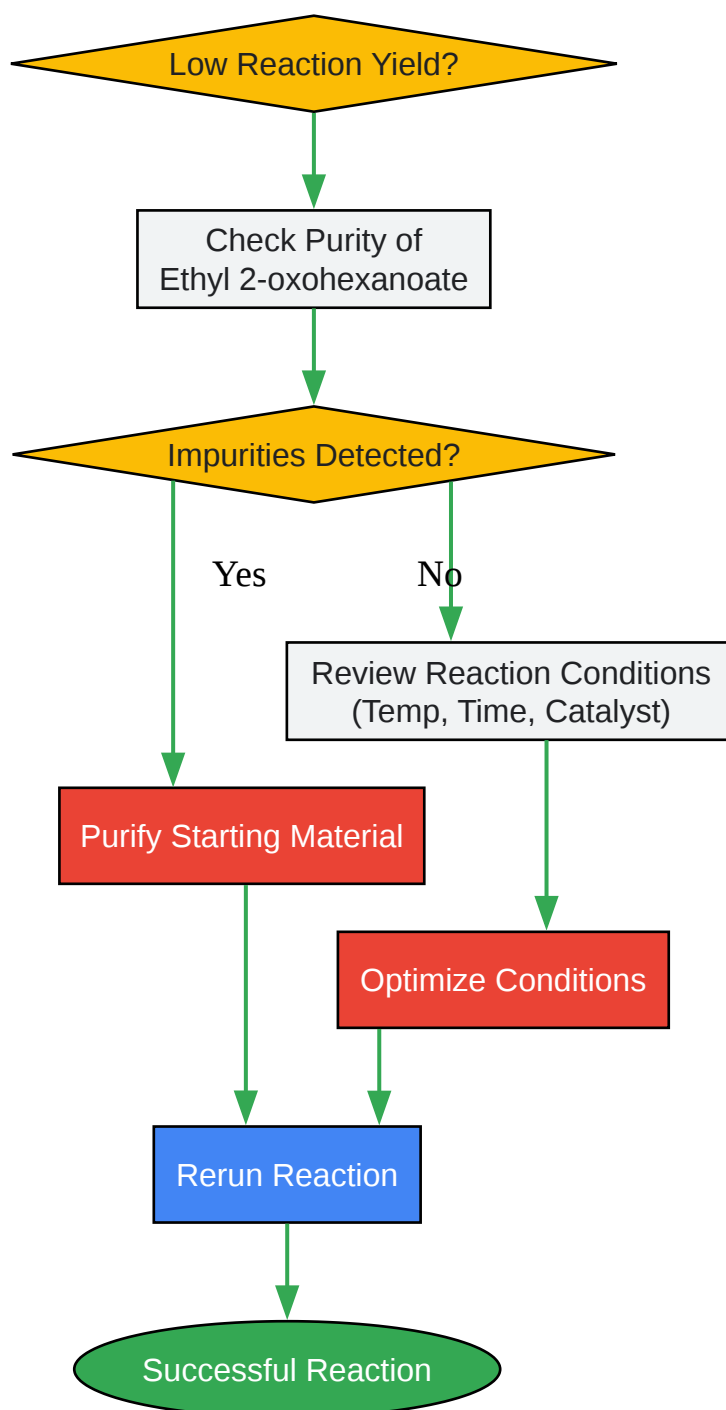 Low Reaction Yield?
Check Purity of
Ethyl 2-oxohexanoate
Impurities Detected?
Yes
No
Review Reaction Conditions
(Temp, Time, Catalyst)
Purify Starting Material
Optimize Conditions
Rerun Reaction
Successful Reaction